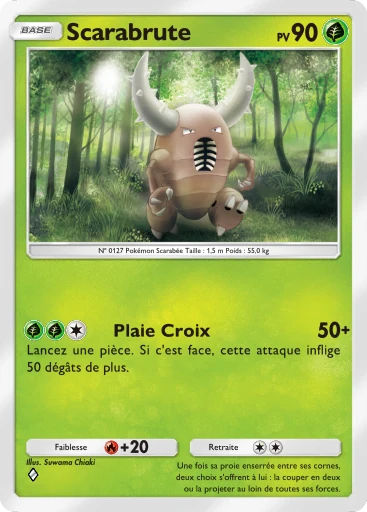 BASE Scarabrute PV 90
N° 0127 Pokémon Scarabée Taille : 1,5 m Poids : 55,0 kg
Plaie Croix 50+
Lancez une pièce. Si c'est face, cette attaque inflige
50 dégâts de plus.
Faiblesse +20 Retraite
Illus. Suwama Chiaki
Une fois sa proie enserrée entre ses cornes,
deux choix s'offrent à lui : la couper en deux
ou la projeter au loin de toutes ses forces.